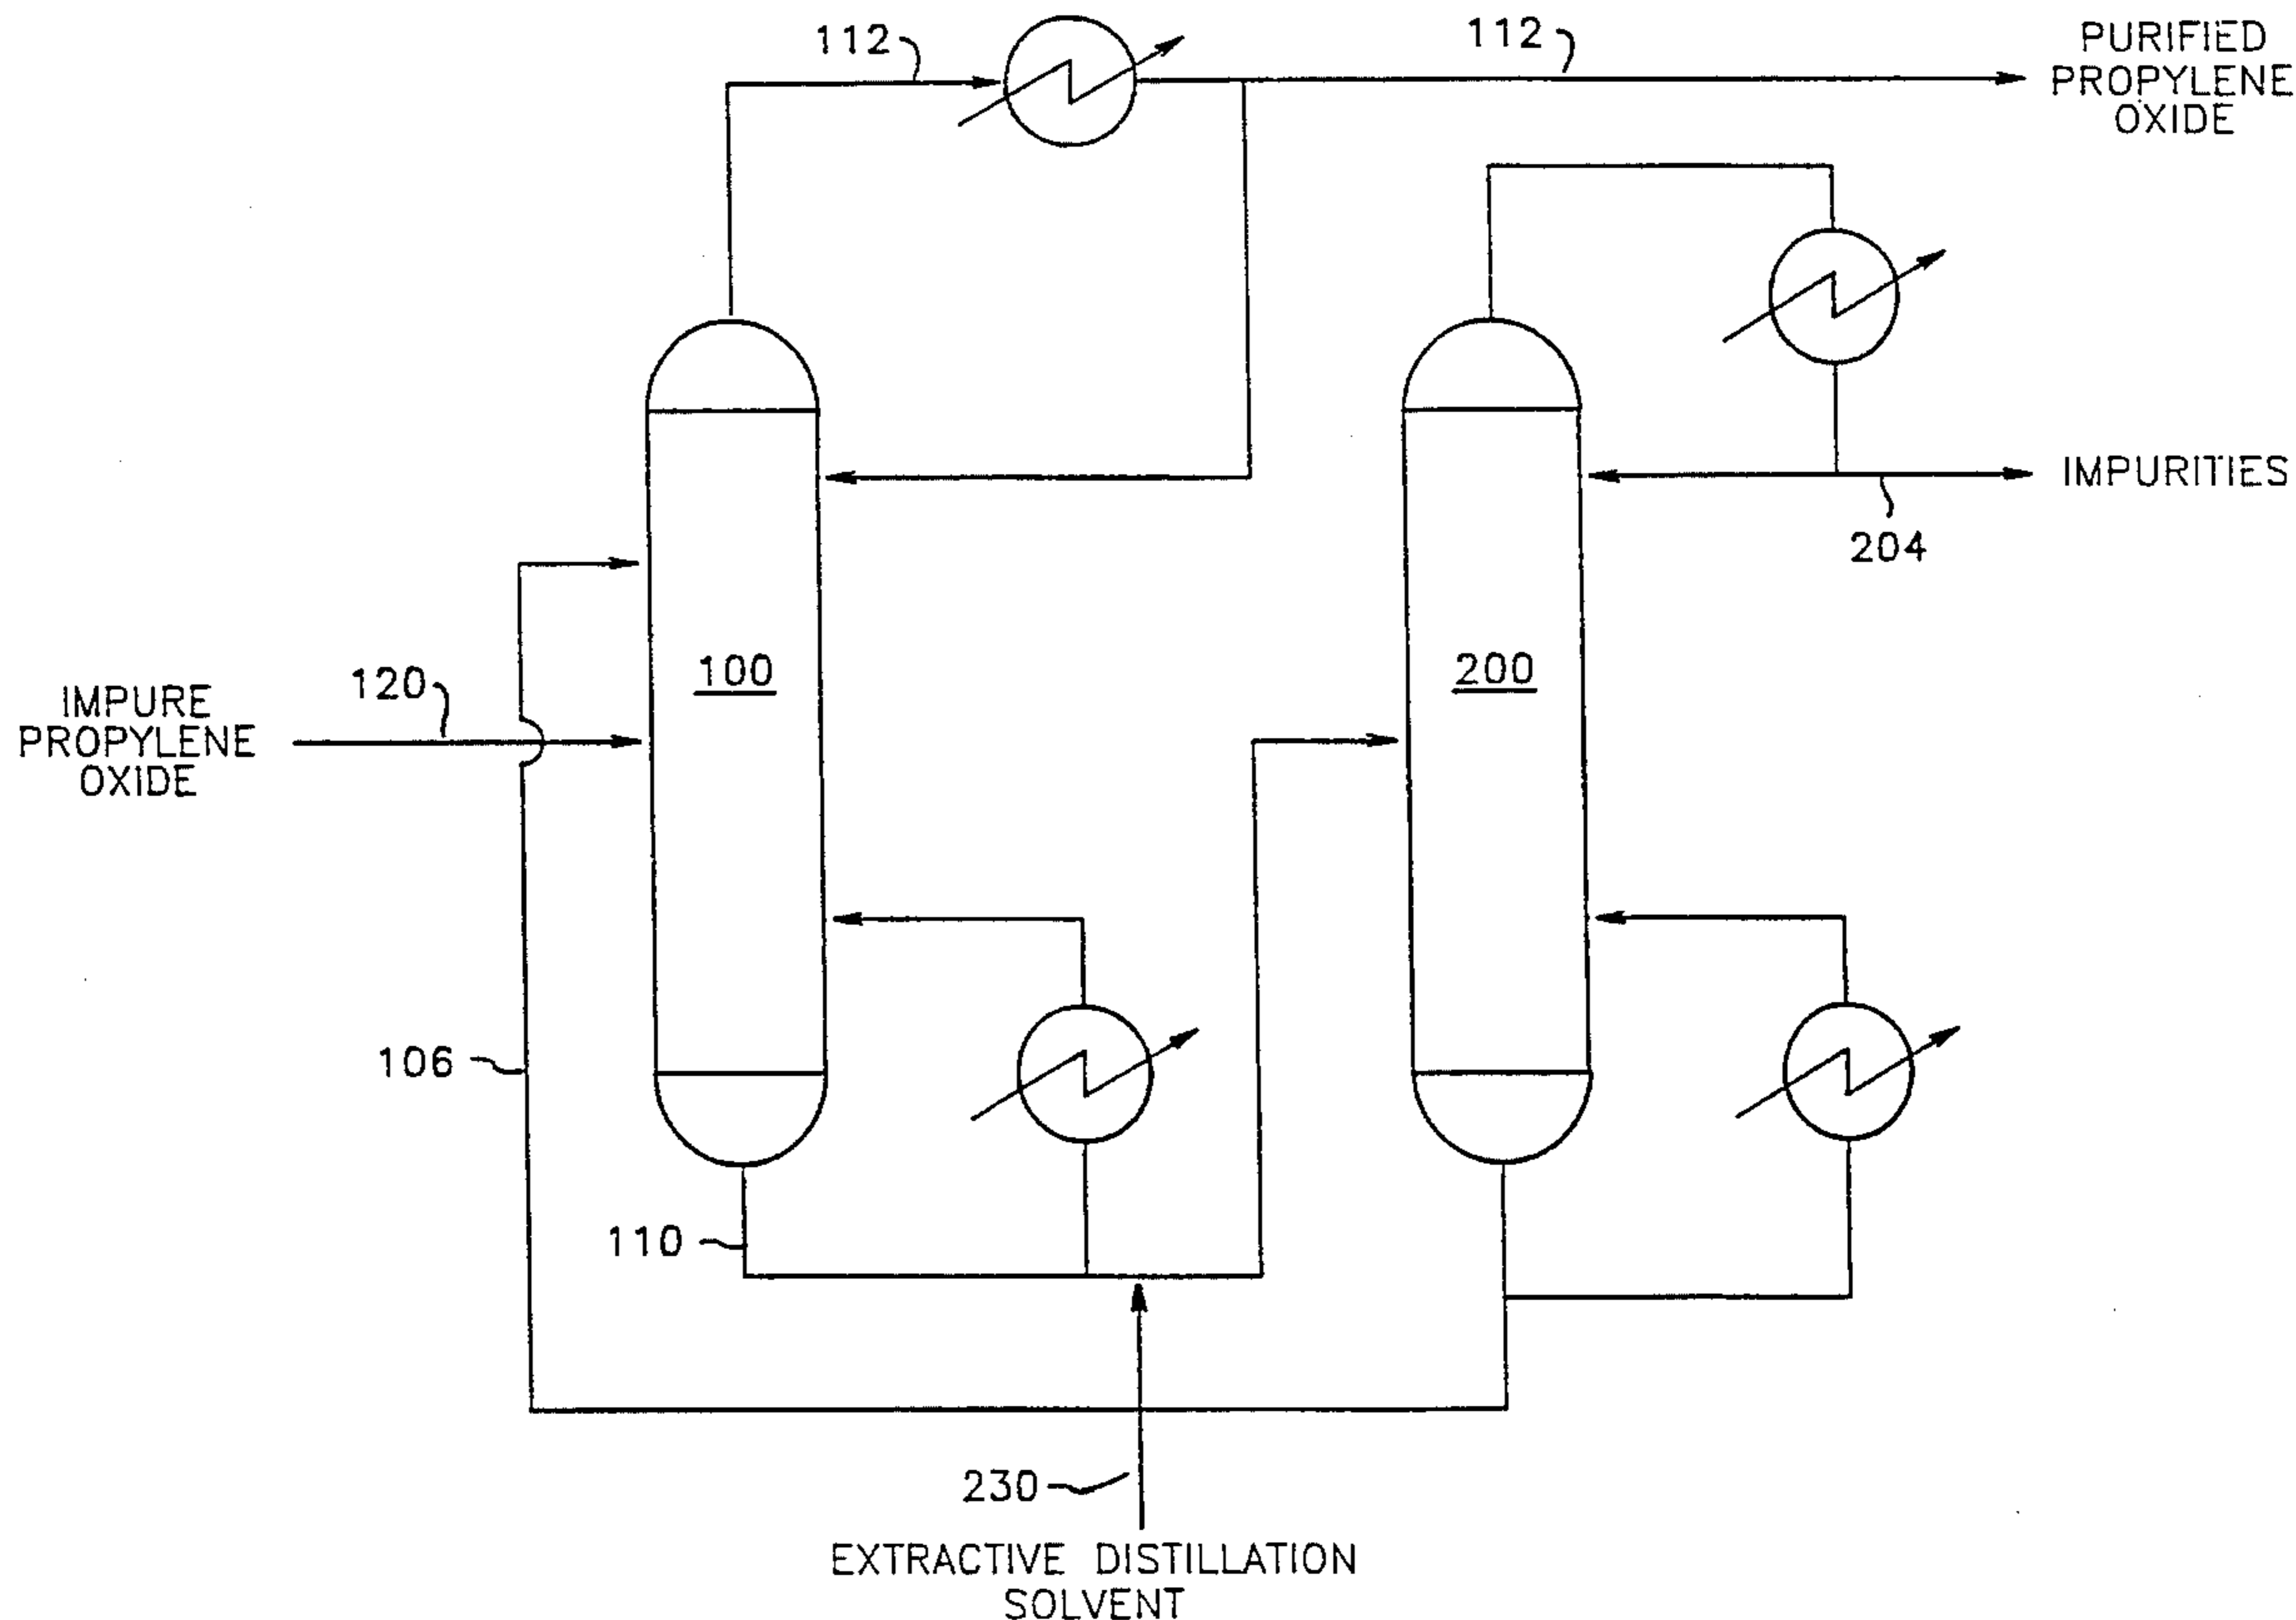 112
112
PURIFIED
PROPYLENE
OXIDE
IMPURITIES
204
100
200
120
IMPURE
PROPYLENE
OXIDE
106
110
230
EXTRACTIVE DISTILLATION
SOLVENT